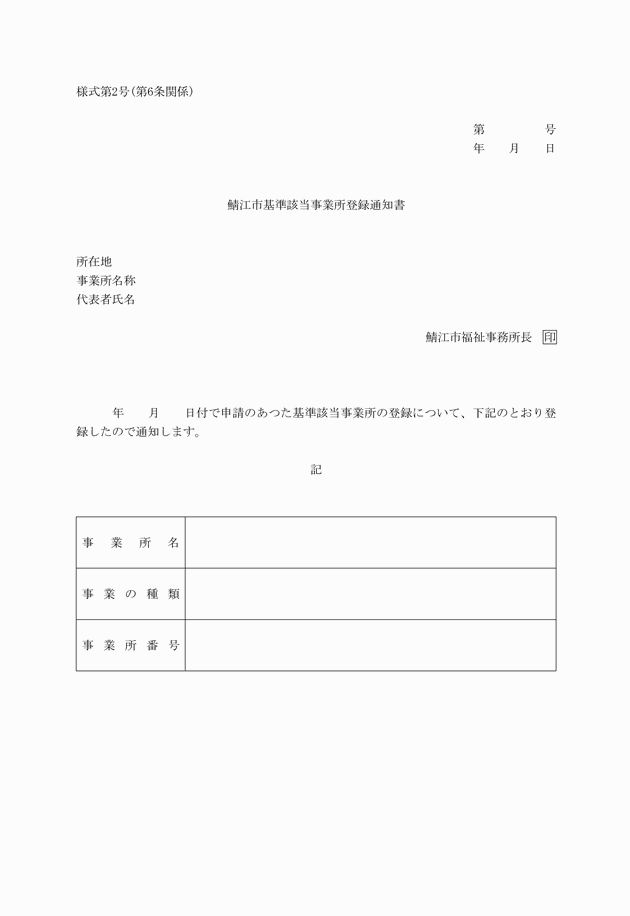 様式第2号(第6条関係)
第　　　　　号
年　　月　　日
鯖江市基準該当事業所登録通知書
所在地
事業所名称
代表者氏名
鯖江市福祉事務所長　印
年　　月　　日付で申請のあつた基準該当事業所の登録について、下記のとおり登
録したので通知します。
記
事業所名
事業の種類
事業所番号